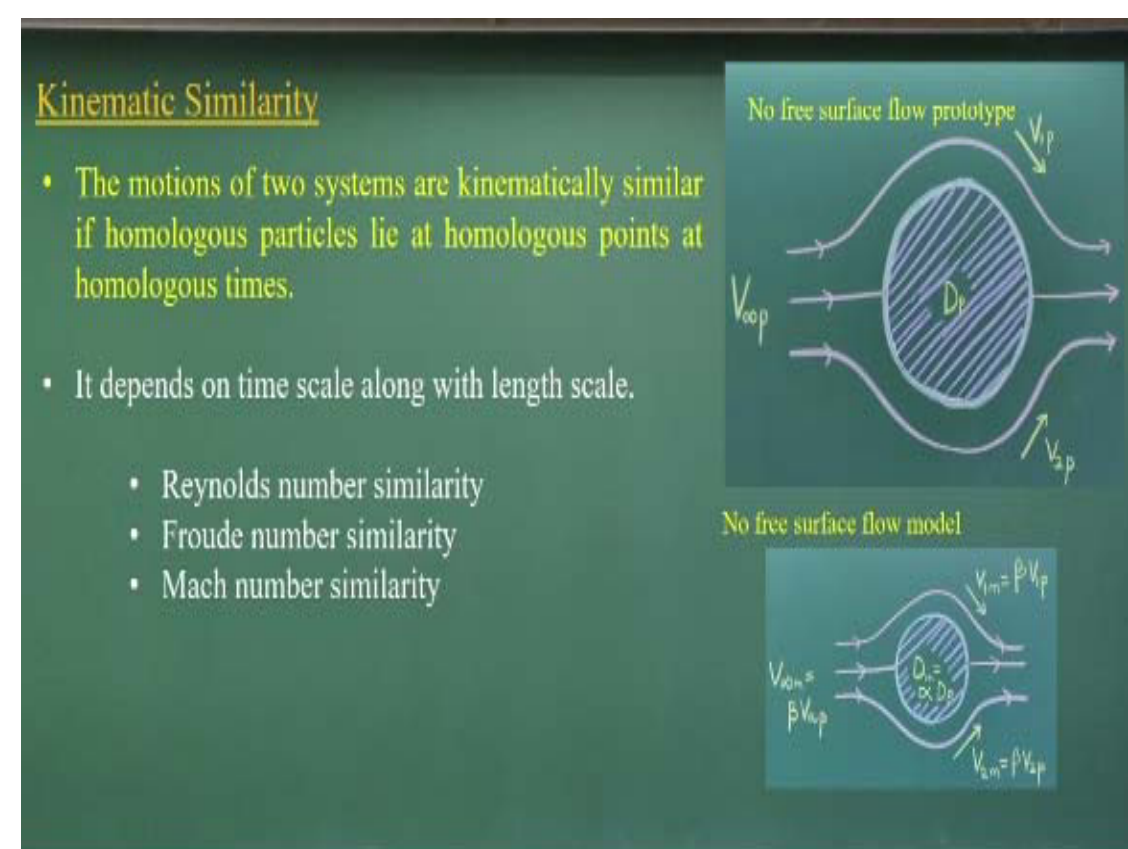 Kinematic Similarity
• The motions of two systems are kinematically similar
if homologous particles lie at homologous points at
homologous times.
• It depends on time scale along with length scale.
• Reynolds number similarity
• Froude number similarity
• Mach number similarity
No free surface flow prototype
V₁p
V∞p
Dp
V₂p
No free surface flow model
V₁m = βV₁p
V∞m =
βV∞p
Dm =
∝ Dp
V₂m = βV₂p